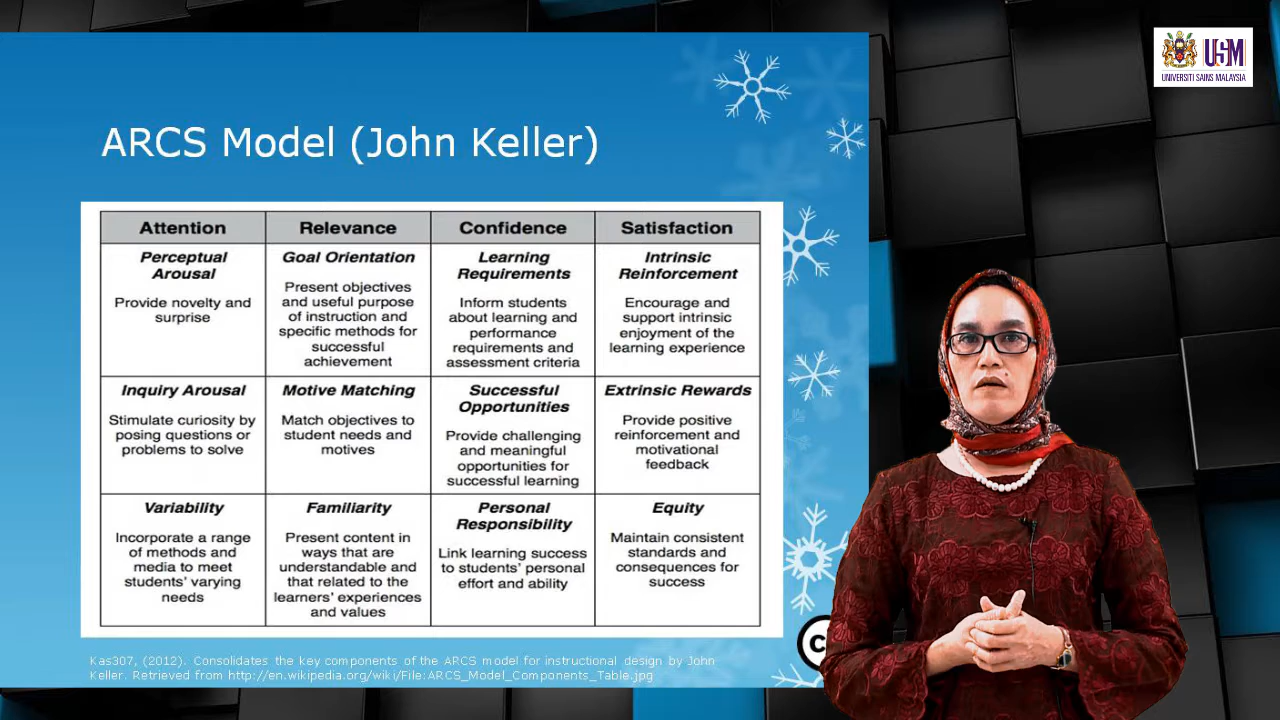 USM
UNIVERSITI SAINS MALAYSIA
ARCS Model (John Keller)
Attention
Relevance
Confidence
Satisfaction
Perceptual
Arousal
Provide novelty and
surprise
Goal Orientation
Present objectives
and useful purpose
of instruction and
specific methods for
successful
achievement
Learning
Requirements
Inform students
about learning and
performance
requirements and
assessment criteria
Intrinsic
Reinforcement
Encourage and
support intrinsic
enjoyment of the
learning experience
Inquiry Arousal
Stimulate curiosity by
posing questions or
problems to solve
Motive Matching
Match objectives to
student needs and
motives
Successful
Opportunities
Provide challenging
and meaningful
opportunities for
successful learning
Extrinsic Rewards
Provide positive
reinforcement and
motivational
feedback
Variability
Incorporate a range
of methods and
media to meet
students' varying
needs
Familiarity
Present content in
ways that are
understandable and
that related to the
learners' experiences
and values
Personal
Responsibility
Link learning success
to students' personal
effort and ability
Equity
Maintain consistent
standards and
consequences for
success
Kas307, (2012). Consolidates the key components of the ARCS model for instructional design by John
Keller. Retrieved from http://en.wikipedia.org/wiki/File:ARCS_Model_Components_Table.jpg